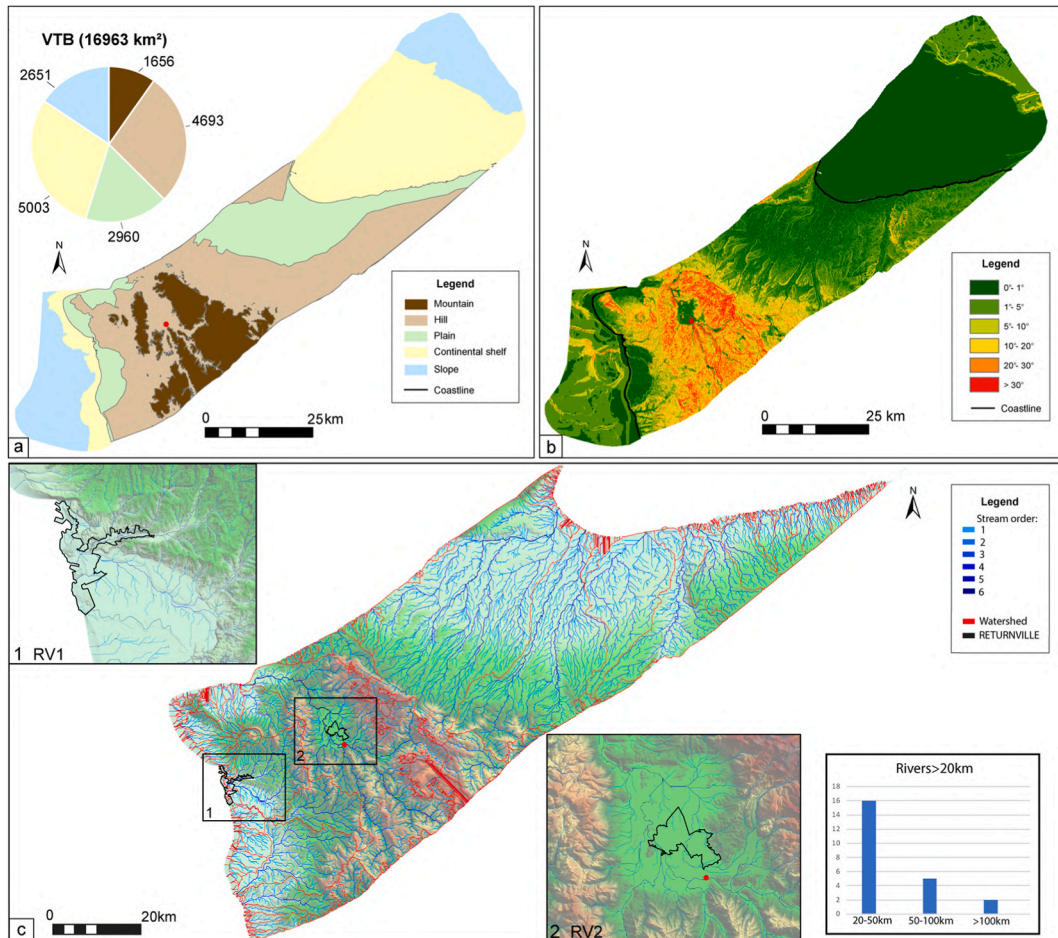 VTB (16963 km²)
1656
2651
4693
5003
2960
N
Legend
Mountain
Hill
Plain
Continental shelf
Slope
Coastline
0 25 km
a
N
Legend
0°- 1°
1°- 5°
5°- 10°
10°- 20°
20°- 30°
> 30°
Coastline
0 25 km
b
1 RV1
N
Legend
Stream order:
1
2
3
4
5
6
Watershed
RETURNVILLE
2
1
0 20km
c
2 RV2
Rivers>20km
18
16
14
12
10
8
6
4
2
0
20-50km 50-100km >100km